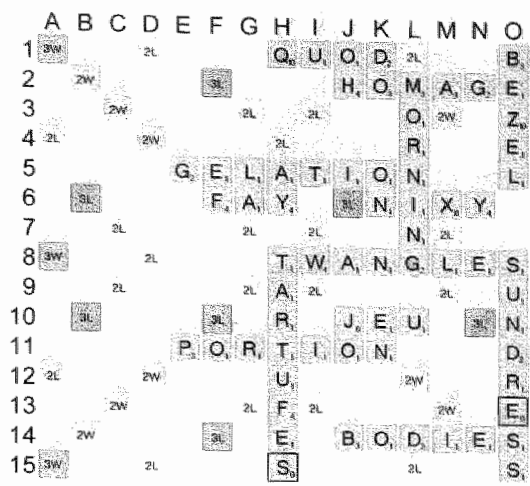 A B C D E F G H I J K L M N O
1 3W 2L Q U O D 2L B
2 2W 3L H O M A G E
3 2W 2L 2L O 2W Z
4 2L 2W 2L R E
5 G E L A T I O N L
6 3L F A Y 3L N I X Y
7 2L 2L 2L N 2L
8 3W 2L T W A N G L E S
9 2L 2L A 2L 2L U
10 3L 3L R J E U 3L N
11 P O R T I O N D
12 2L 2W U 2W R
13 2W 2L F 2L 2W E
14 2W 3L E B O D I E S
15 3W 2L S 2L S